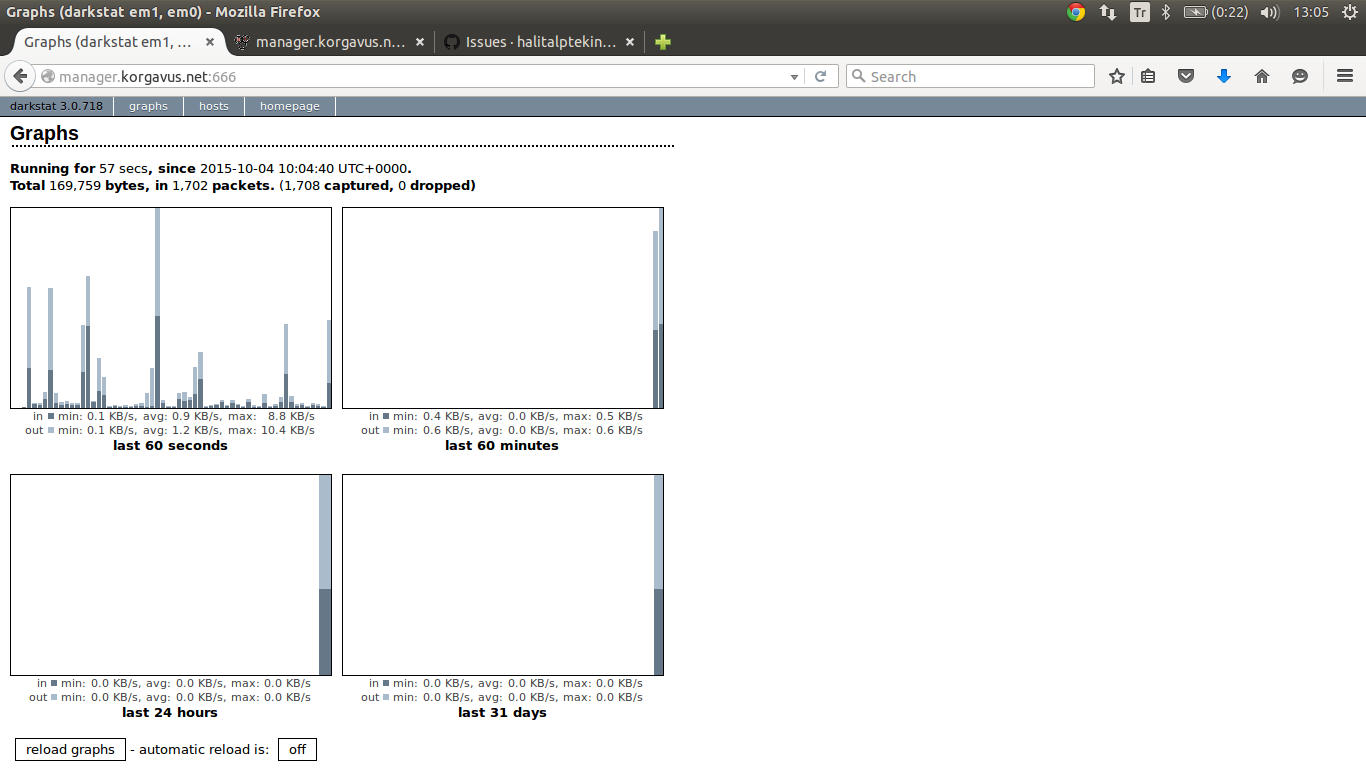 Graphs (darkstat em1, em0) - Mozilla Firefox
Tr
(0:22)
13:05
Graphs (darkstat em1, ...
manager.korgavus.n...
Issues · halitalptekin...
manager.korgavus.net:666
Search
darkstat 3.0.718
graphs
hosts
homepage
Graphs
Running for 57 secs, since 2015-10-04 10:04:40 UTC+0000.
Total 169,759 bytes, in 1,702 packets. (1,708 captured, 0 dropped)
in min: 0.1 KB/s, avg: 0.9 KB/s, max: 8.8 KB/s
out min: 0.1 KB/s, avg: 1.2 KB/s, max: 10.4 KB/s
last 60 seconds
in min: 0.4 KB/s, avg: 0.0 KB/s, max: 0.5 KB/s
out min: 0.6 KB/s, avg: 0.0 KB/s, max: 0.6 KB/s
last 60 minutes
in min: 0.0 KB/s, avg: 0.0 KB/s, max: 0.0 KB/s
out min: 0.0 KB/s, avg: 0.0 KB/s, max: 0.0 KB/s
last 24 hours
in min: 0.0 KB/s, avg: 0.0 KB/s, max: 0.0 KB/s
out min: 0.0 KB/s, avg: 0.0 KB/s, max: 0.0 KB/s
last 31 days
reload graphs - automatic reload is: off